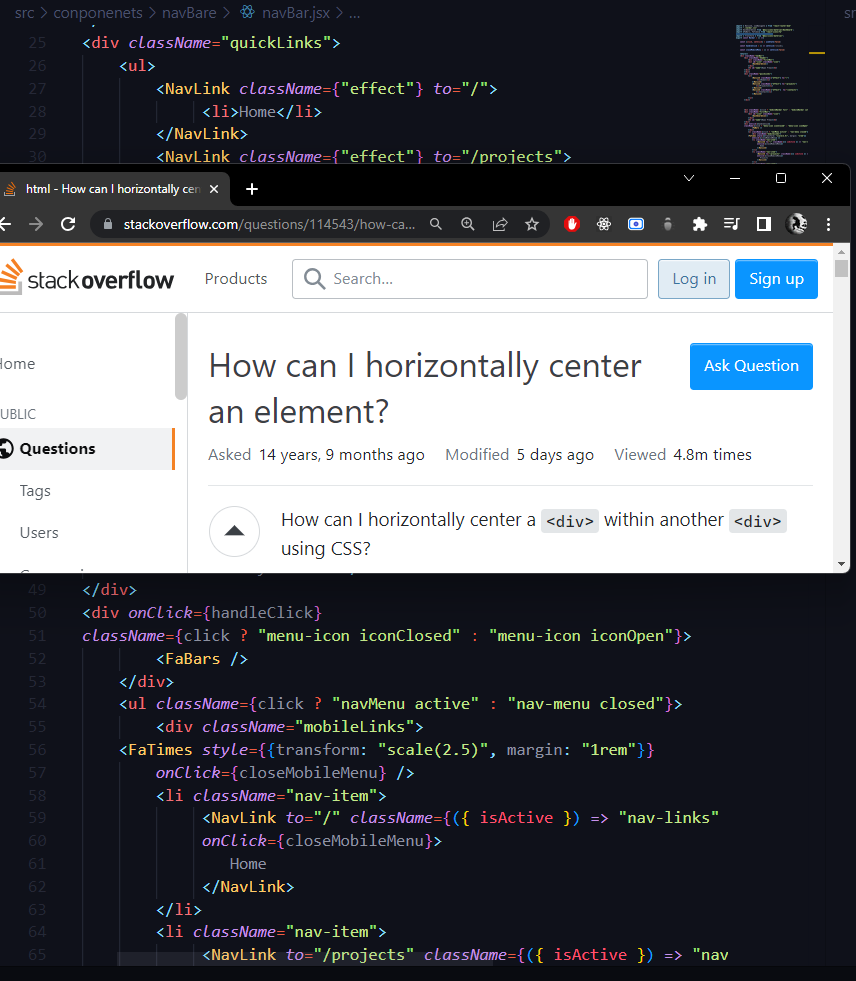 src > conponenets > navBare > navBar.jsx > ...
25 <div className="quickLinks">
26 <ul>
27 <NavLink className={"effect"} to="/">
28 <li>Home</li>
29 </NavLink>
30 <NavLink className={"effect"} to="/projects">
html - How can I horizontally cen
stackoverflow.com/questions/114543/how-ca...
stackoverflow Products Search... Log in Sign up
How can I horizontally center
an element?
Ask Question
Asked 14 years, 9 months ago Modified 5 days ago Viewed 4.8m times
Home
PUBLIC
Questions
Tags
Users
How can I horizontally center a <div> within another <div>
using CSS?
49 </div>
50 <div onClick={handleClick}
51 className={click ? "menu-icon iconClosed" : "menu-icon iconOpen"}>
52 <FaBars />
53 </div>
54 <ul className={click ? "navMenu active" : "nav-menu closed"}>
55 <div className="mobileLinks">
56 <FaTimes style={{transform: "scale(2.5)", margin: "1rem"}}
57 onClick={closeMobileMenu} />
58 <li className="nav-item">
59 <NavLink to="/" className={({ isActive }) => "nav-links"
60 onClick={closeMobileMenu}>
61 Home
62 </NavLink>
63 </li>
64 <li className="nav-item">
65 <NavLink to="/projects" className={({ isActive }) => "nav